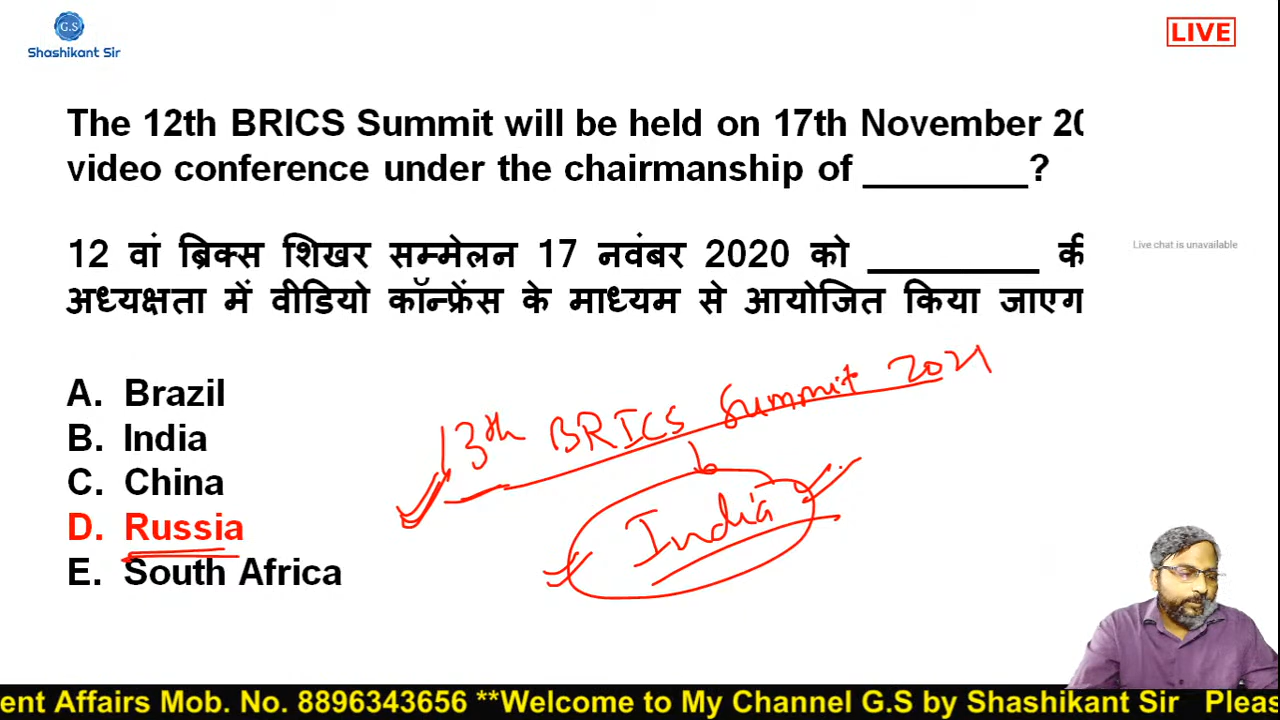 G.S
Shashikant Sir
LIVE
The 12th BRICS Summit will be held on 17th November 20
video conference under the chairmanship of ________?
12 वां ब्रिक्स शिखर सम्मेलन 17 नवंबर 2020 को ________ की
अध्यक्षता में वीडियो कॉन्फ्रेंस के माध्यम से आयोजित किया जाएग
Live chat is unavailable
A. Brazil
B. India
C. China
D. Russia
E. South Africa
13th BRICS Summit 2021
India
ent Affairs Mob. No. 8896343656 **Welcome to My Channel G.S by Shashikant Sir Pleas